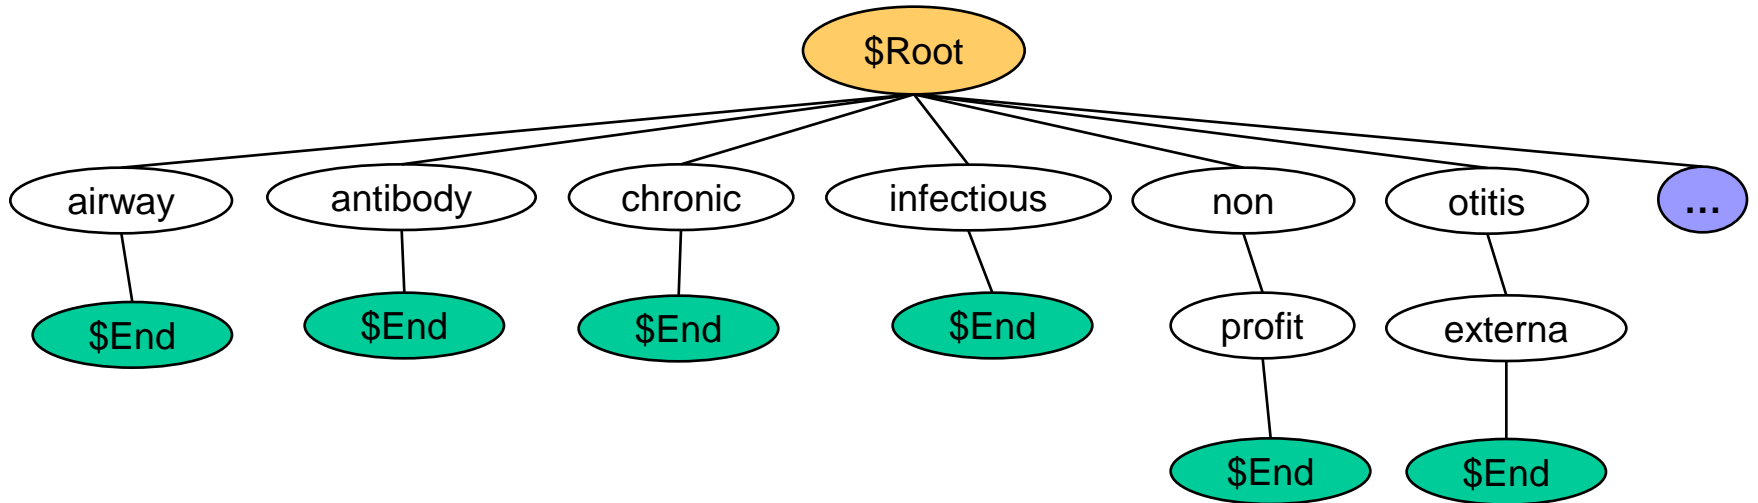 $Root
airway antibody chronic infectious non otitis ...
$End $End $End $End profit externa
$End $End